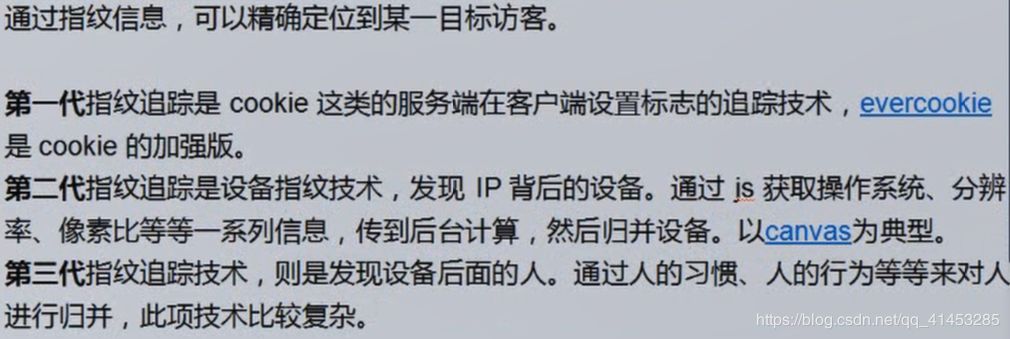 通过指纹信息，可以精确定位到某一目标访客。
第一代指纹追踪是 cookie 这类的服务端在客户端设置标志的追踪技术，evercookie
是 cookie 的加强版。
第二代指纹追踪是设备指纹技术，发现 IP 背后的设备。通过 js 获取操作系统、分辨
率、像素比等等一系列信息，传到后台计算，然后归并设备。以canvas为典型。
第三代指纹追踪技术，则是发现设备后面的人。通过人的习惯、人的行为等等来对人
进行归并，此项技术比较复杂。
https://blog.csdn.net/qq_41453285